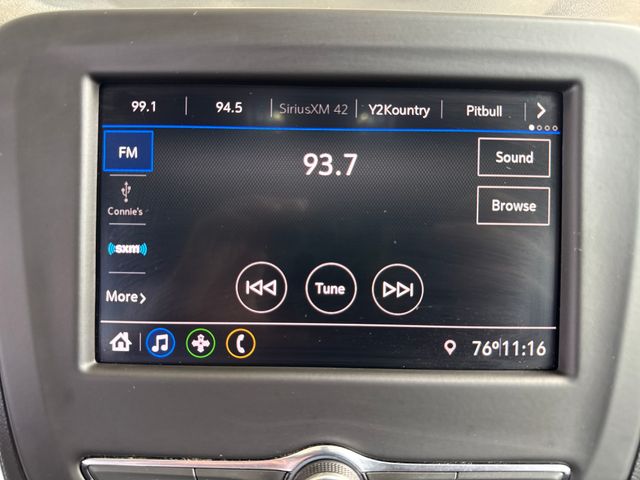 99.1 94.5 SiriusXM 42 Y2Kountry Pitbull
FM
93.7
Sound
Connie's
Browse
sxm
More
Tune
76° 11:16